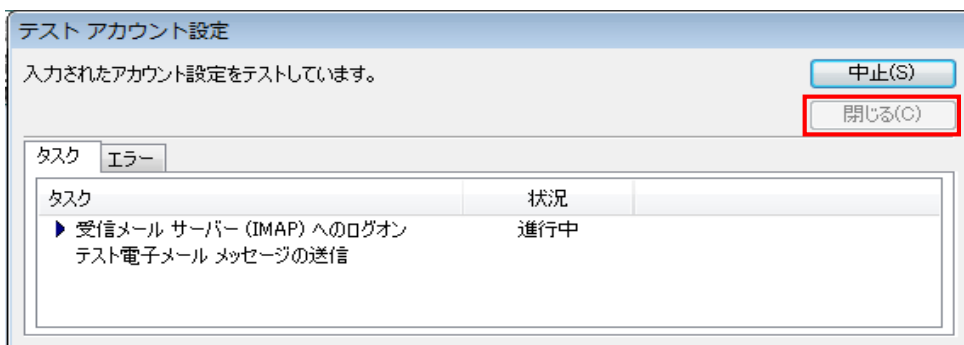 テスト アカウント設定
入力されたアカウント設定をテストしています。
中止(S)
閉じる(C)
タスク エラー
タスク 状況
受信メール サーバー (IMAP) へのログオン 進行中
テスト電子メール メッセージの送信